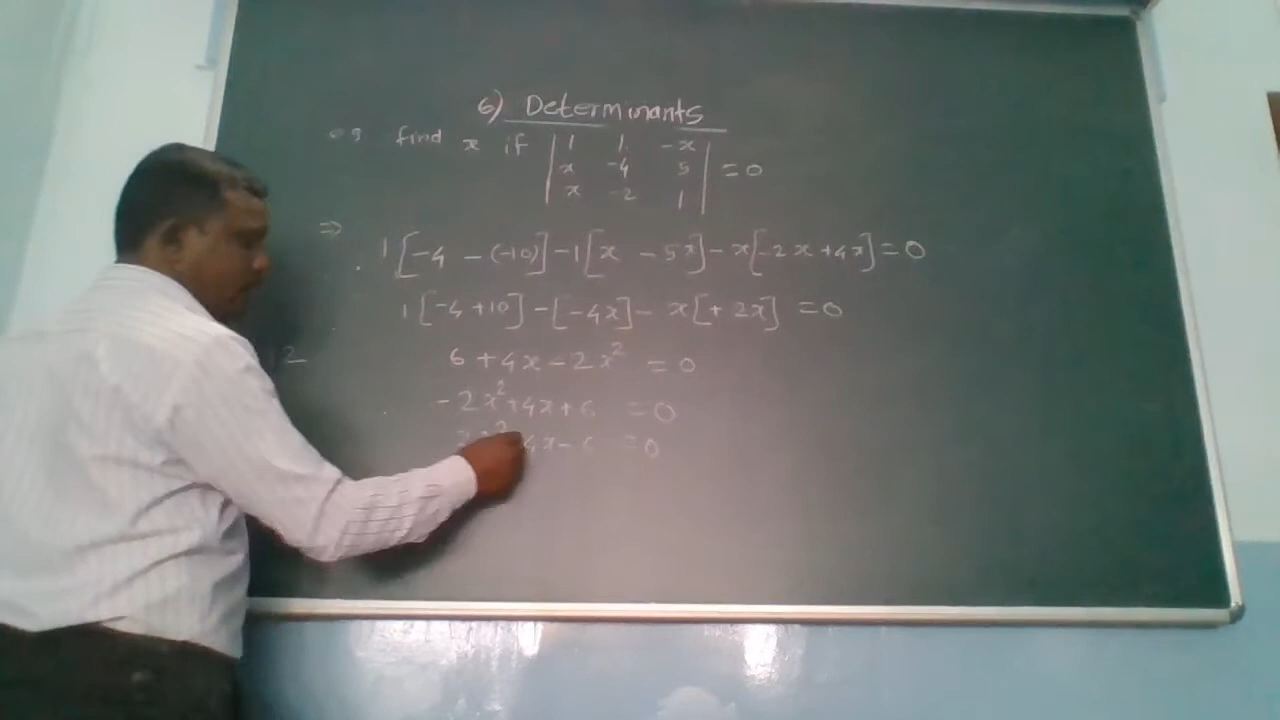 6) Determinants
eg find x if | 1 1 -x |
| x -4 5 | = 0
| x -2 1 |
⇒
1[-4 - (-10)] - 1[x - 5x] - x[-2x + 4x] = 0
1[-4 + 10] - [-4x] - x[+ 2x] = 0
2
6 + 4x - 2x² = 0
- 2x² + 4x + 6 = 0
4x - 6 = 0